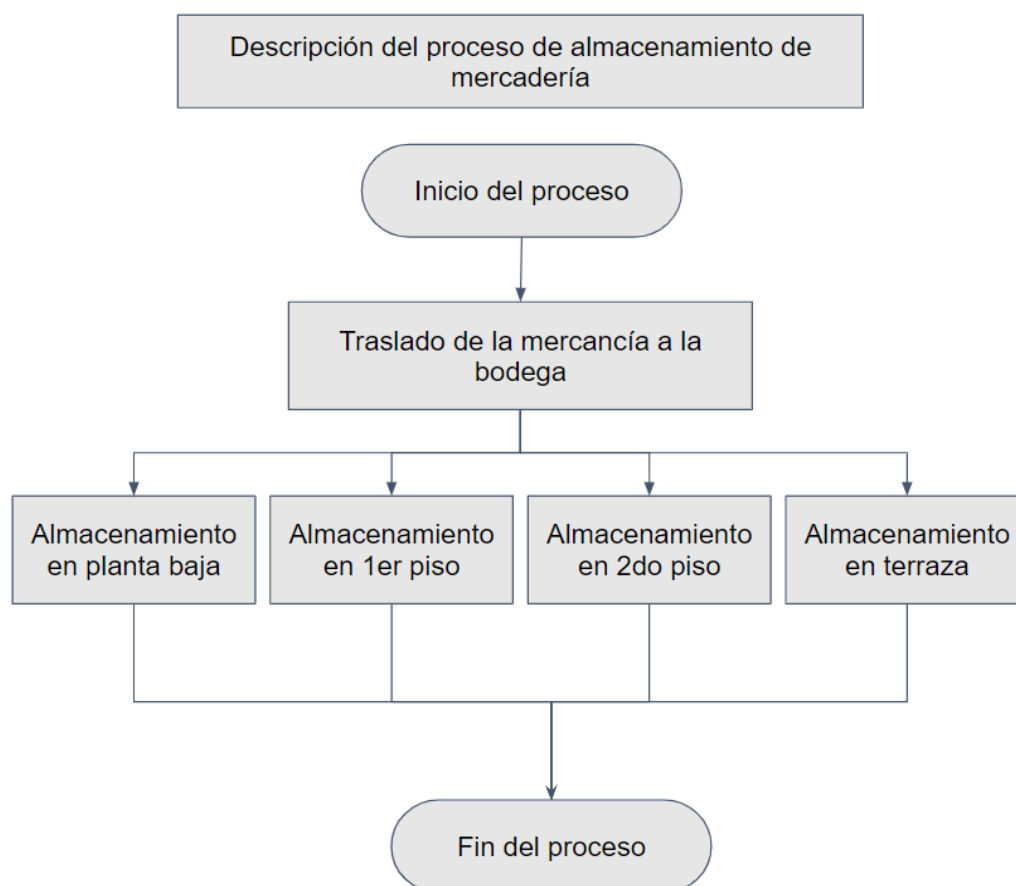 Descripción del proceso de almacenamiento de
mercadería
Inicio del proceso
Traslado de la mercancía a la
bodega
Almacenamiento
en planta baja
Almacenamiento
en 1er piso
Almacenamiento
en 2do piso
Almacenamiento
en terraza
Fin del proceso